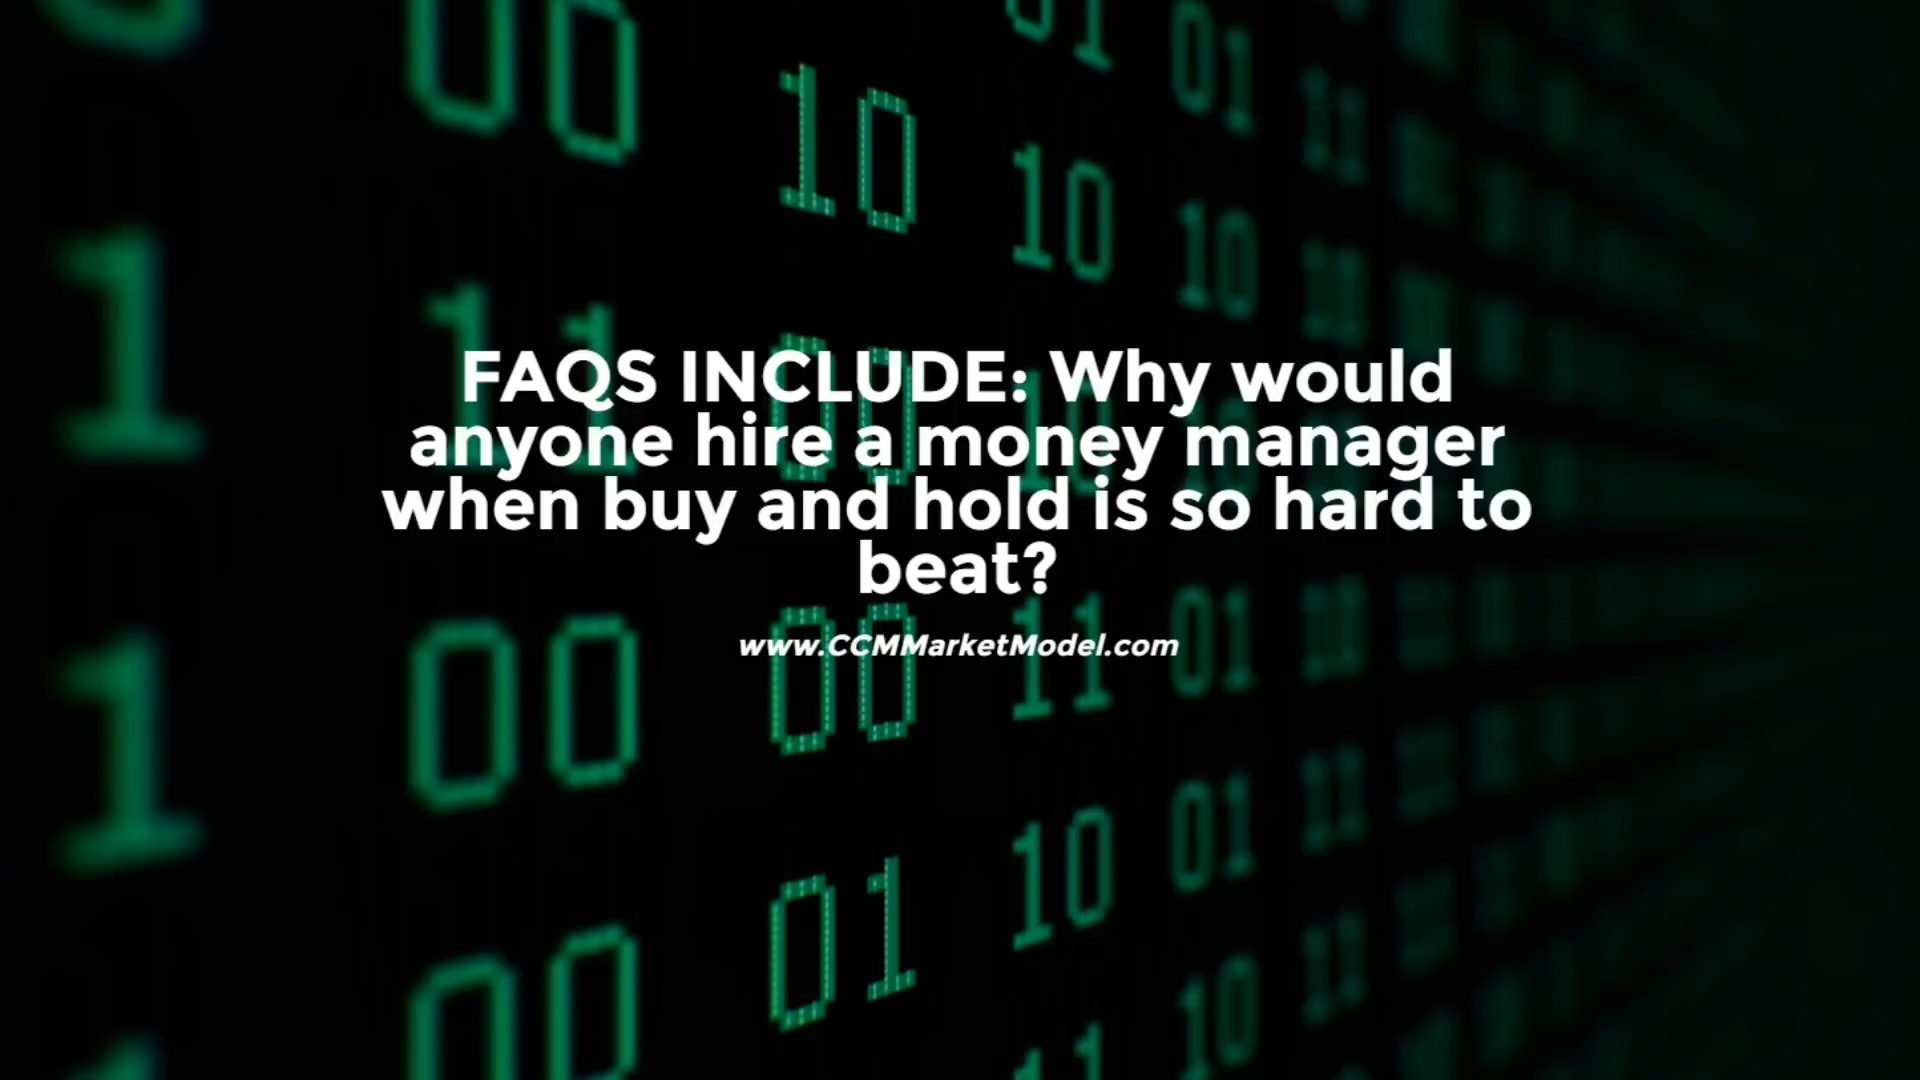 FAQS INCLUDE: Why would
anyone hire a money manager
when buy and hold is so hard to
beat?
www.CCMMarketModel.com